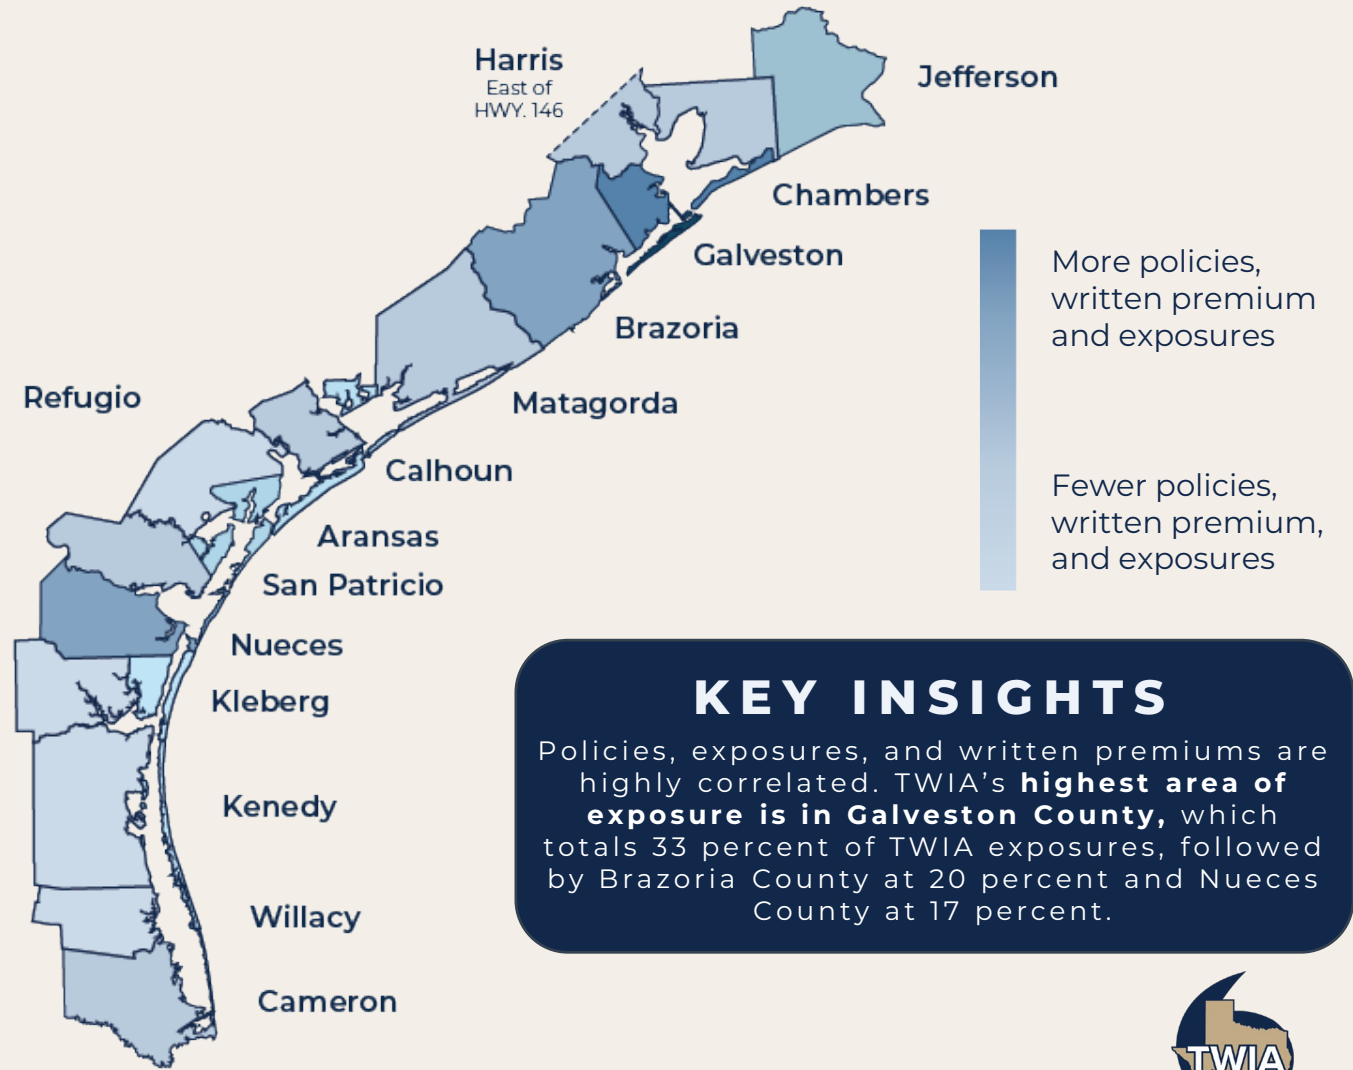 Harris
East of
HWY. 146
Jefferson
Chambers
Galveston
Brazoria
Matagorda
Refugio
Calhoun
Aransas
San Patricio
Nueces
Kleberg
Kenedy
Willacy
Cameron
More policies,
written premium
and exposures
Fewer policies,
written premium,
and exposures
KEY INSIGHTS
Policies, exposures, and written premiums are
highly correlated. TWIA’s highest area of
exposure is in Galveston County, which
totals 33 percent of TWIA exposures, followed
by Brazoria County at 20 percent and Nueces
County at 17 percent.
TWIA